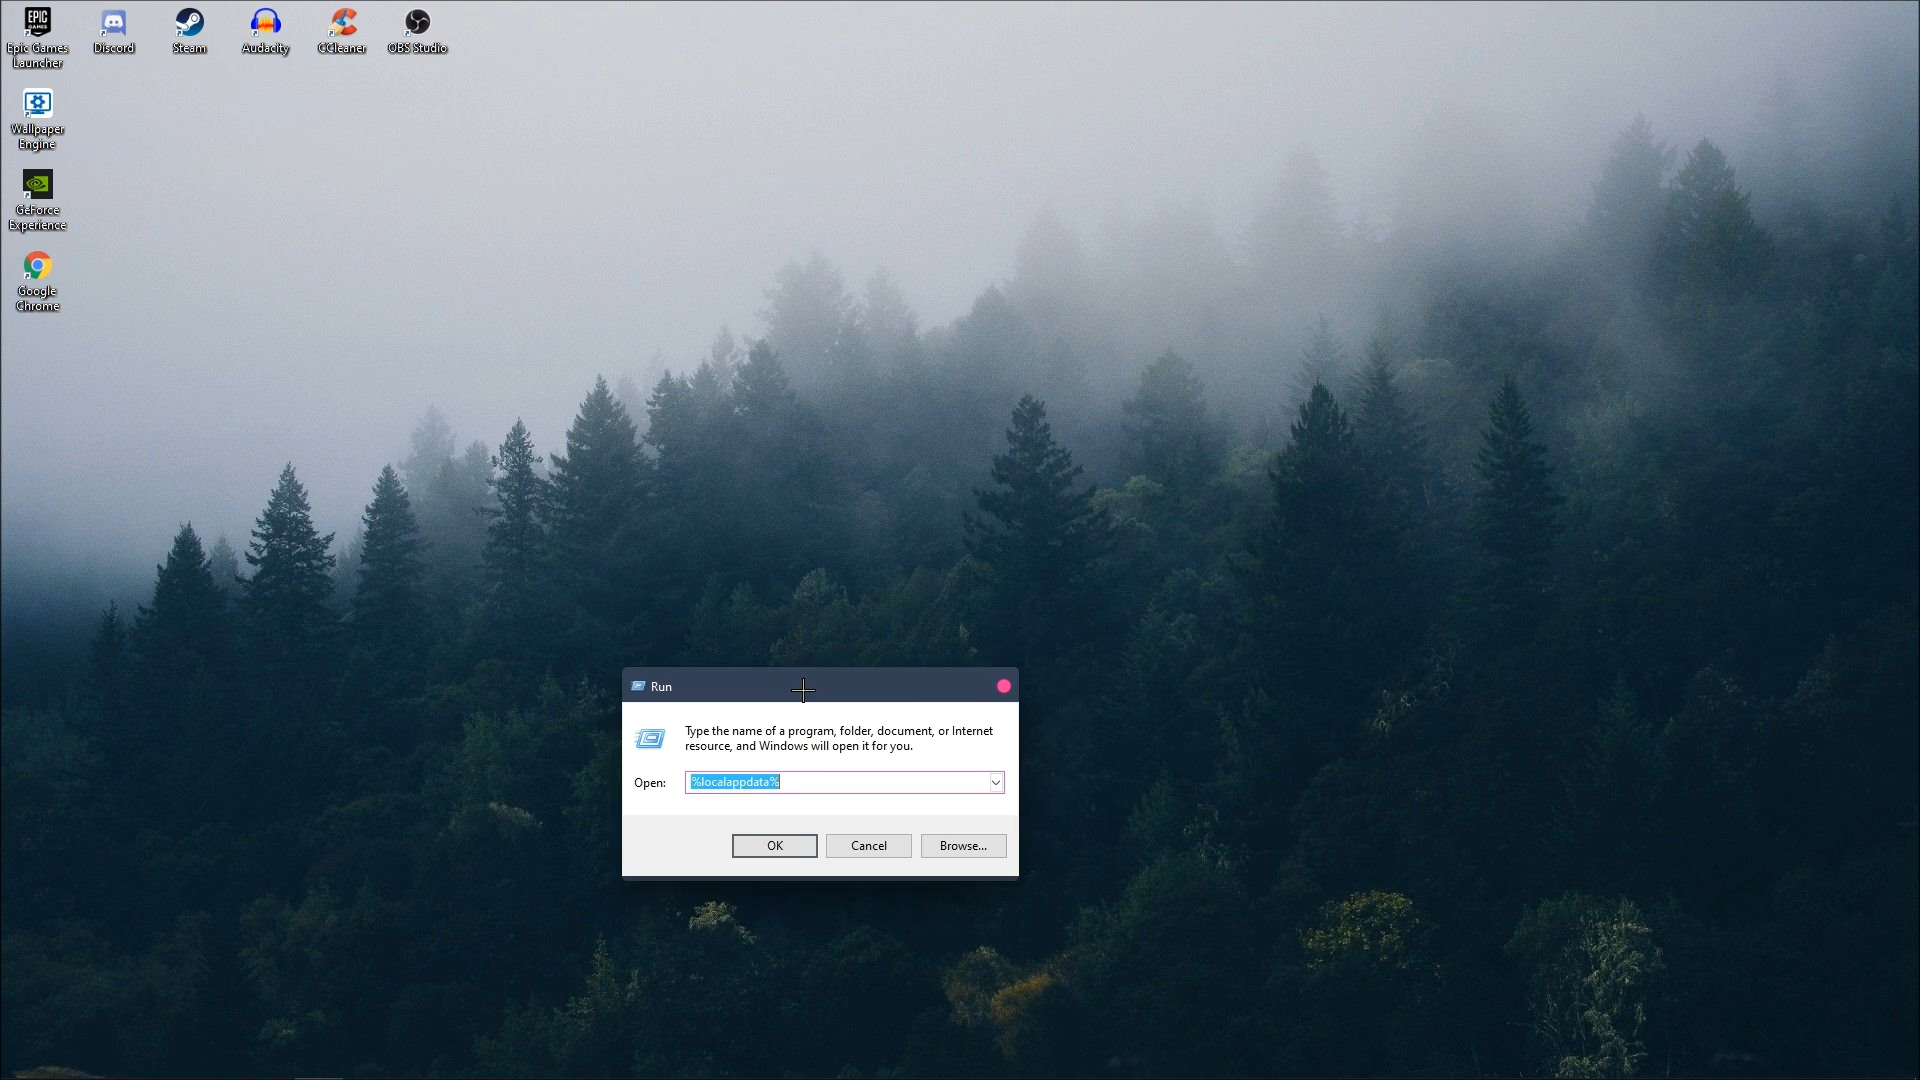 EPIC
GAMES
Epic Games
Launcher
Discord
Steam
Audacity
CCleaner
OBS Studio
Wallpaper
Engine
GeForce
Experience
Google
Chrome
Run
Type the name of a program, folder, document, or Internet
resource, and Windows will open it for you.
Open: %localappdata%
OK Cancel Browse...